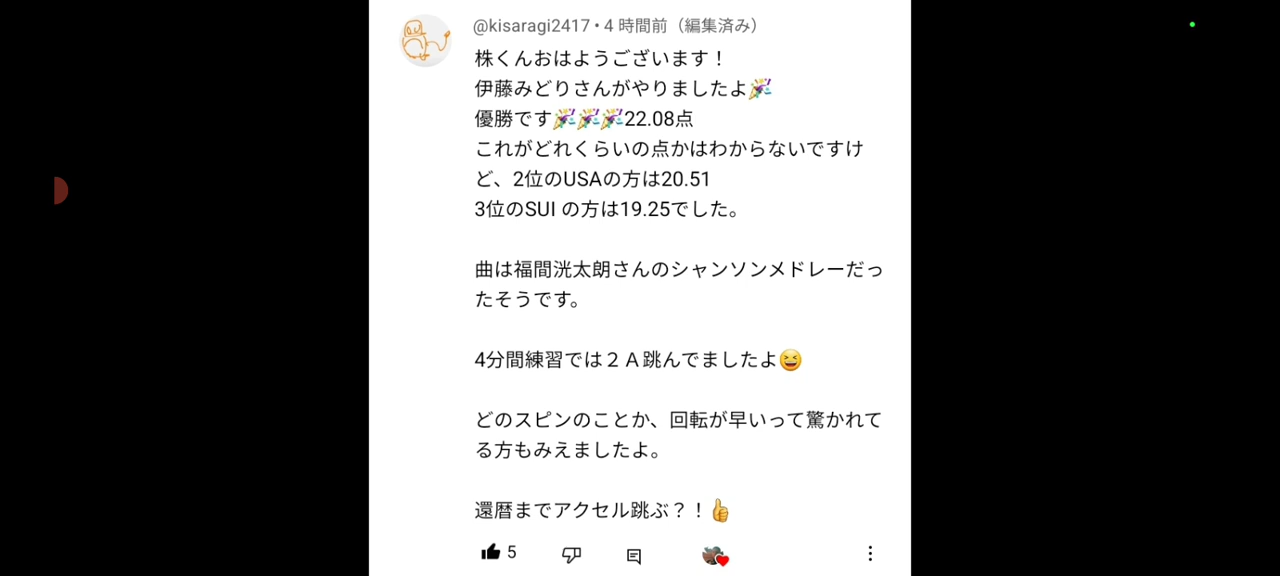 @kisaragi2417 • 4 時間前（編集済み）
株くんおはようございます！
伊藤みどりさんがやりましたよ🎉
優勝です🎉🎉🎉22.08点
これがどれくらいの点かはわからないですけ
ど、2位のUSAの方は20.51
3位のSUI の方は19.25でした。
曲は福間洸太朗さんのシャンソンメドレーだっ
たそうです。
4分間練習では２Ａ跳んでましたよ😆
どのスピンのことか、回転が早いって驚かれて
る方もみえましたよ。
還暦までアクセル跳ぶ？！👍
5